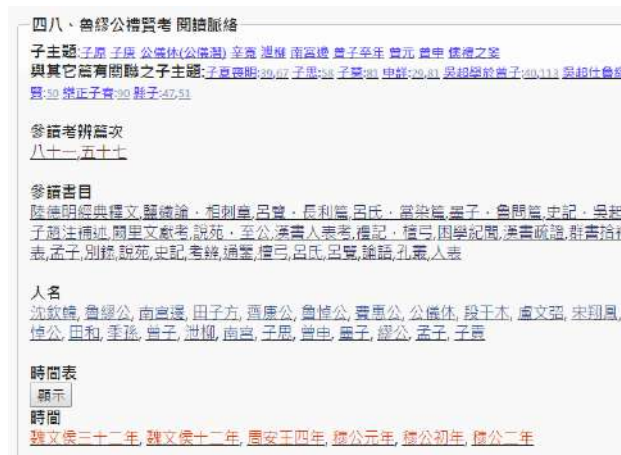 四八、魯繆公禮賢考 閱讀脈絡
子主題:子原 子庚 公儀休(公儀潛) 辛寬 泄柳 南宮邊 曾子卒年 曾元 曾申 儒禮之變
與其它篇有關聯之子主題:子夏喪明:39,67 子思:58 子莫:81 申詳:29,81 吳起學於曾子:40,113 吳起仕魯
賢:50 樂正子春:90 縣子:47,51
參讀考辨篇次
八十一,五十七
參讀書目
陸德明經典釋文,鹽鐵論．相刺章,呂覽．長利篇,呂氏．當染篇,墨子．魯問篇,史記．吳起
子趙注補述,闕里文獻考,說苑．至公,漢書人表考,禮記．檀弓,困學紀聞,漢書疏證,群書拾補
表,孟子,別錄,說苑,史記,考辨,通鑒,檀弓,呂氏,呂覽,論語,孔叢,人表
人名
沈欽韓, 魯繆公, 南宮邊, 田子方, 齊康公, 魯悼公, 費惠公, 公儀休, 段干木, 盧文弨, 宋翔鳳,
悼公, 田和, 季孫, 曾子, 泄柳, 南宮, 子思, 曾申, 墨子, 繆公, 孟子, 子貢
時間表
顯示
時間
魏文侯三十二年, 魏文侯十二年, 周安王四年, 穆公元年, 穆公初年, 穆公二年